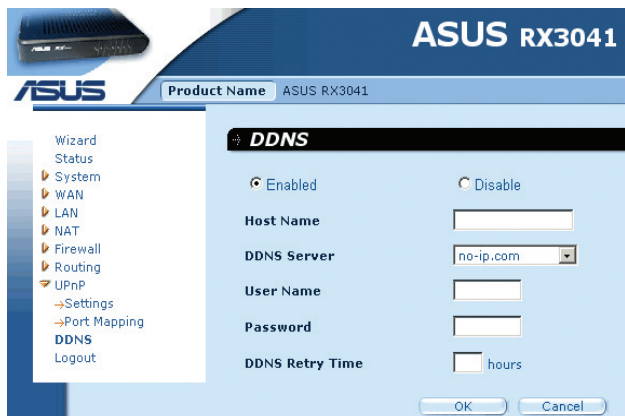 ASUS RX3041
/SUS
Product Name ASUS RX3041
Wizard
Status
System
WAN
LAN
NAT
Firewall
Routing
UPnP
Settings
Port Mapping
DDNS
Logout
DDNS
Enabled Disable
Host Name
DDNS Server no-ip.com
User Name
Password
DDNS Retry Time hours
OK Cancel